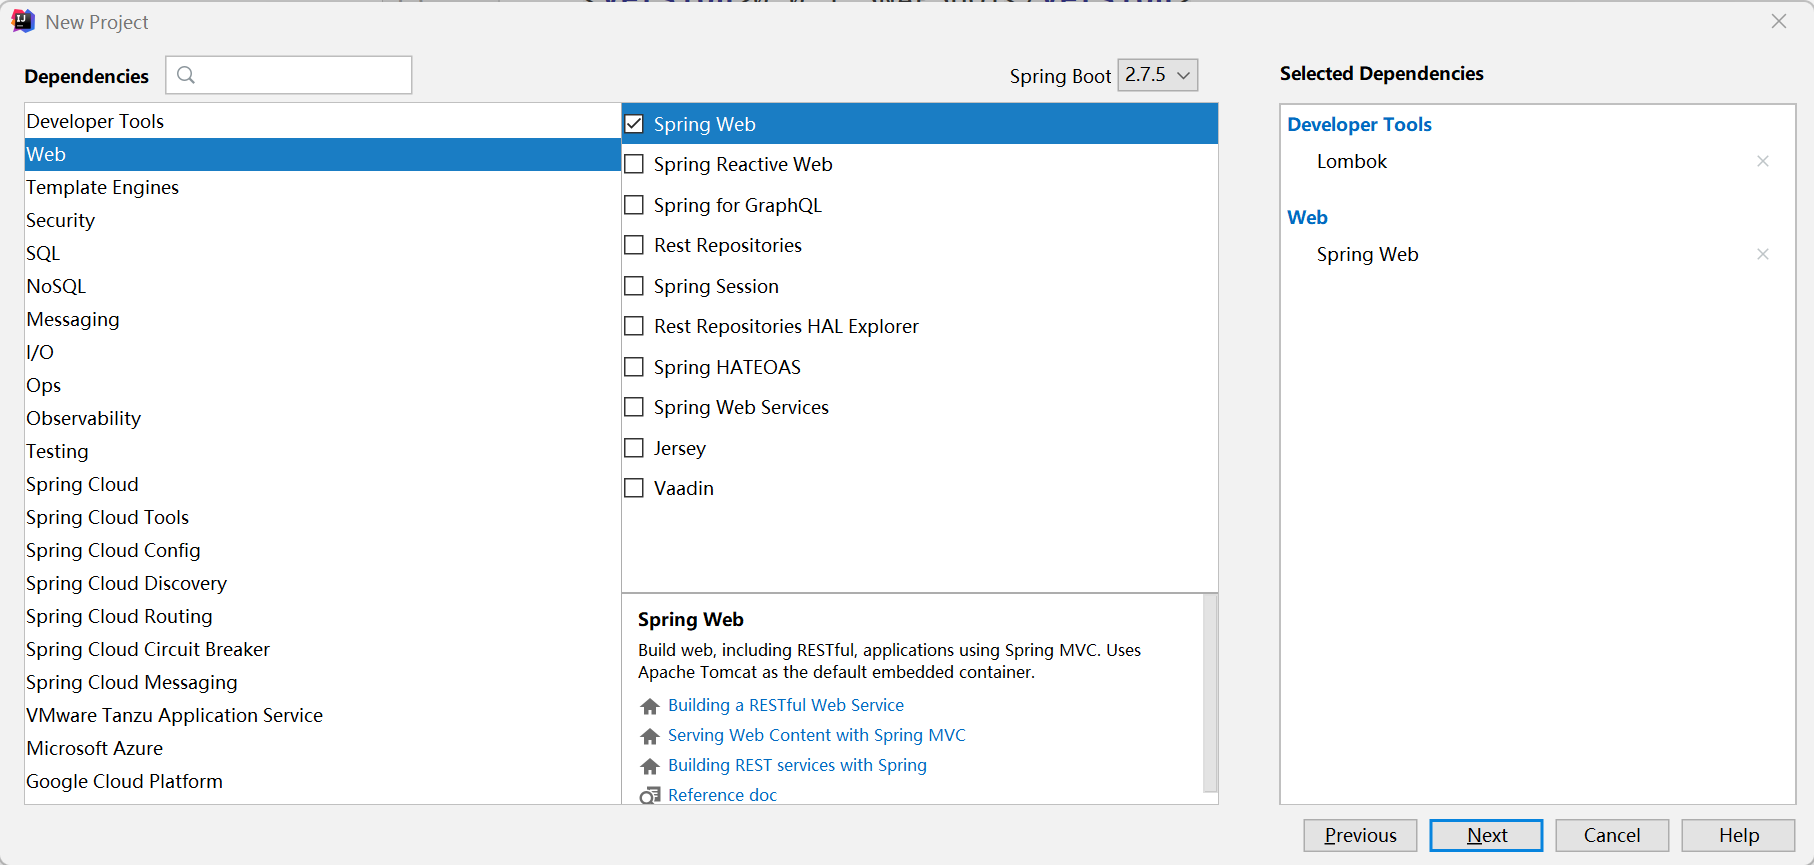 New Project
Dependencies
Spring Boot 2.7.5
Selected Dependencies
Developer Tools
Web
Template Engines
Security
SQL
NoSQL
Messaging
I/O
Ops
Observability
Testing
Spring Cloud
Spring Cloud Tools
Spring Cloud Config
Spring Cloud Discovery
Spring Cloud Routing
Spring Cloud Circuit Breaker
Spring Cloud Messaging
VMware Tanzu Application Service
Microsoft Azure
Google Cloud Platform
Spring Web
Spring Reactive Web
Spring for GraphQL
Rest Repositories
Spring Session
Rest Repositories HAL Explorer
Spring HATEOAS
Spring Web Services
Jersey
Vaadin
Spring Web
Build web, including RESTful, applications using Spring MVC. Uses
Apache Tomcat as the default embedded container.
Building a RESTful Web Service
Serving Web Content with Spring MVC
Building REST services with Spring
Reference doc
Developer Tools
Lombok
Web
Spring Web
Previous
Next
Cancel
Help